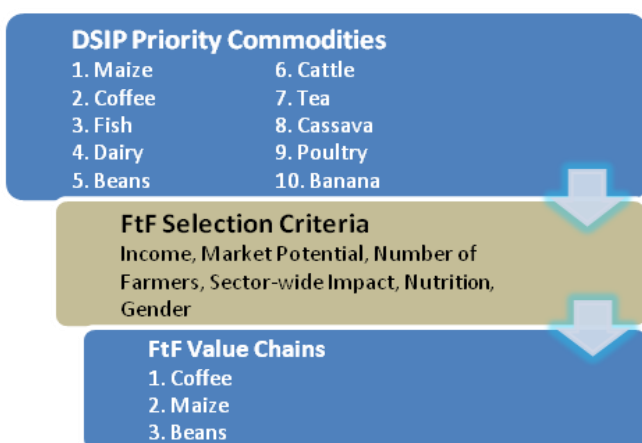 DSIP Priority Commodities
1. Maize
2. Coffee
3. Fish
4. Dairy
5. Beans
6. Cattle
7. Tea
8. Cassava
9. Poultry
10. Banana
FtF Selection Criteria
Income, Market Potential, Number of
Farmers, Sector-wide Impact, Nutrition,
Gender
FtF Value Chains
1. Coffee
2. Maize
3. Beans